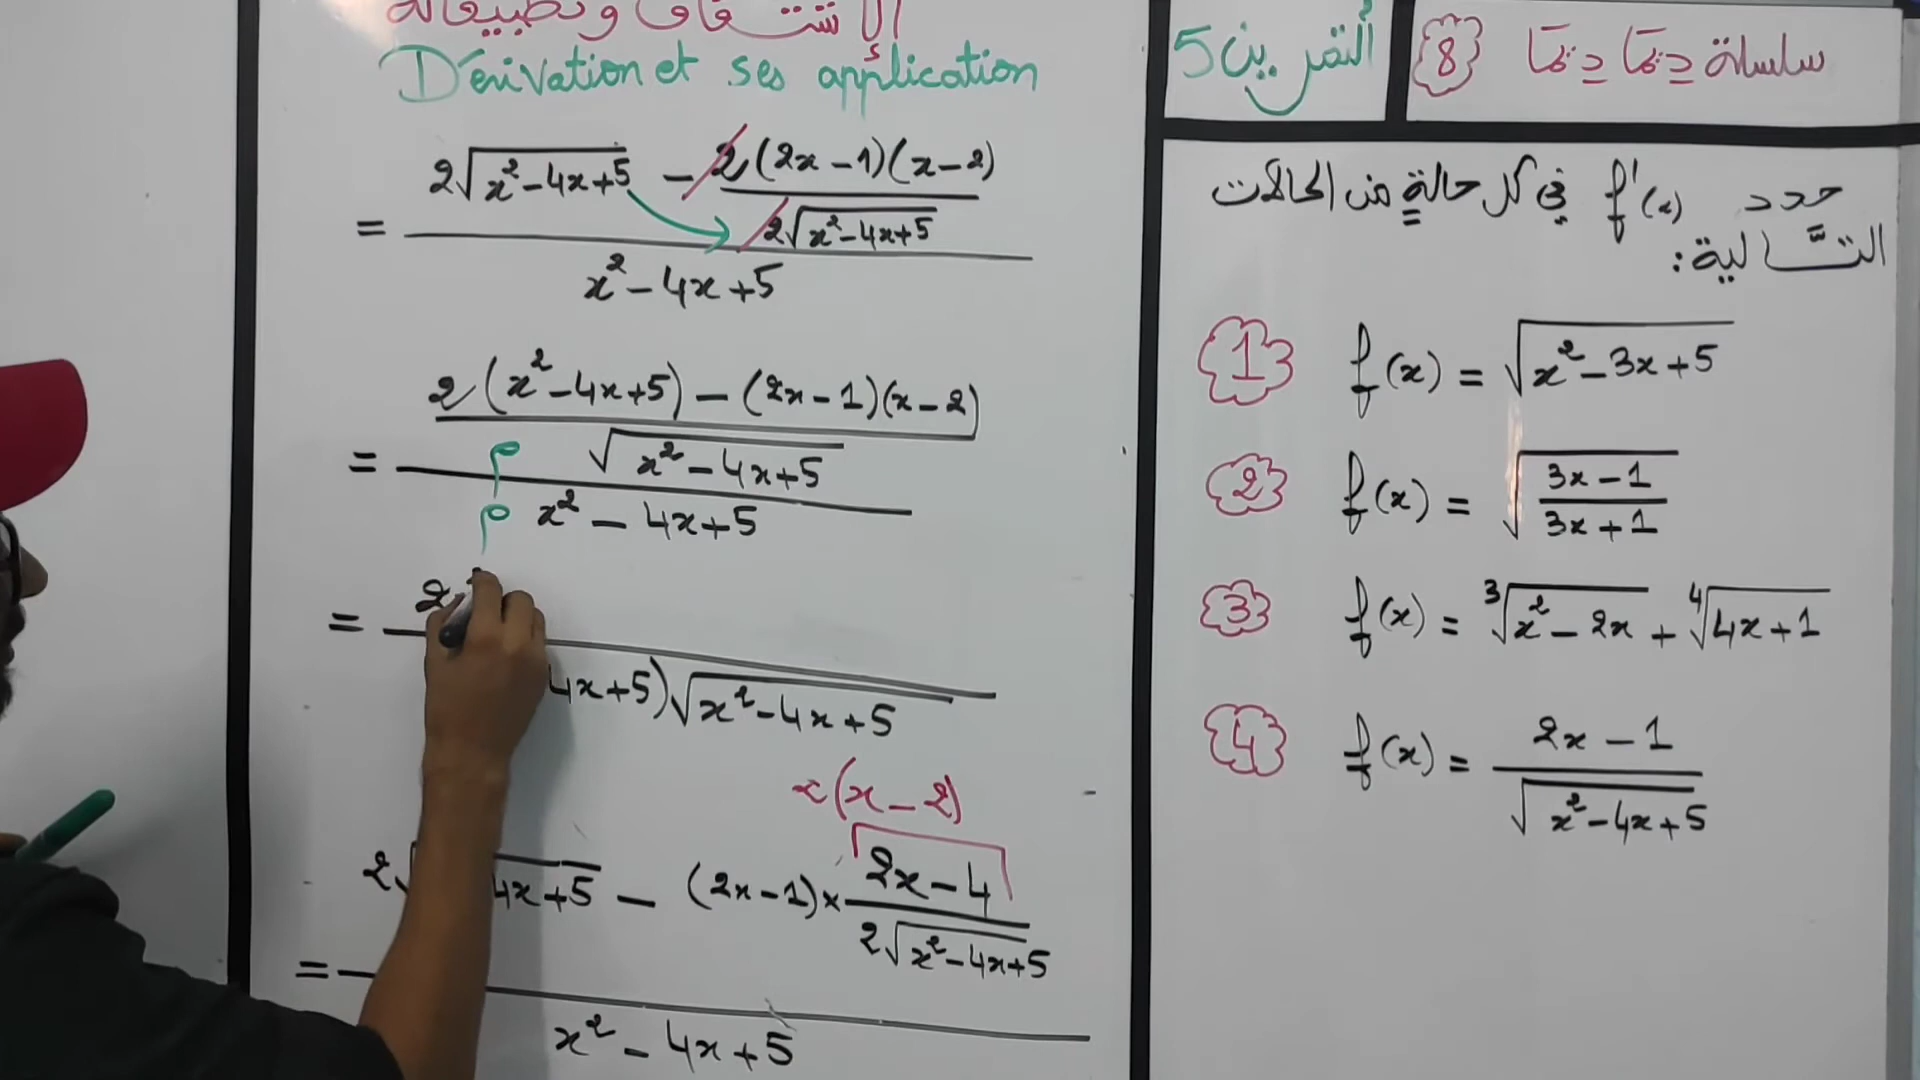 الاشتقاق وتطبيقاته
Dérivation et ses application
= (2√(x²-4x+5) - 2(2x-1)(x-2)/(2√(x²-4x+5)))/(x²-4x+5)
= ((2(x²-4x+5) - (2x-1)(x-2))/√(x²-4x+5))/(x²-4x+5)
= 2
4x+5)√(x²-4x+5)
2(x-2)
= 2√ 4x+5 - (2x-1)× (2x-4)/(2√(x²-4x+5))
x²-4x+5
التمرين 5
سلسلة 8
حدد f'(x) في كل حالة من الحالات
التالية:
1 f(x) = √(x²-3x+5)
2 f(x) = √((3x-1)/(3x+1))
3 f(x) = ³√(x²-2x) + ⁴√(4x+1)
4 f(x) = (2x-1)/√(x²-4x+5)